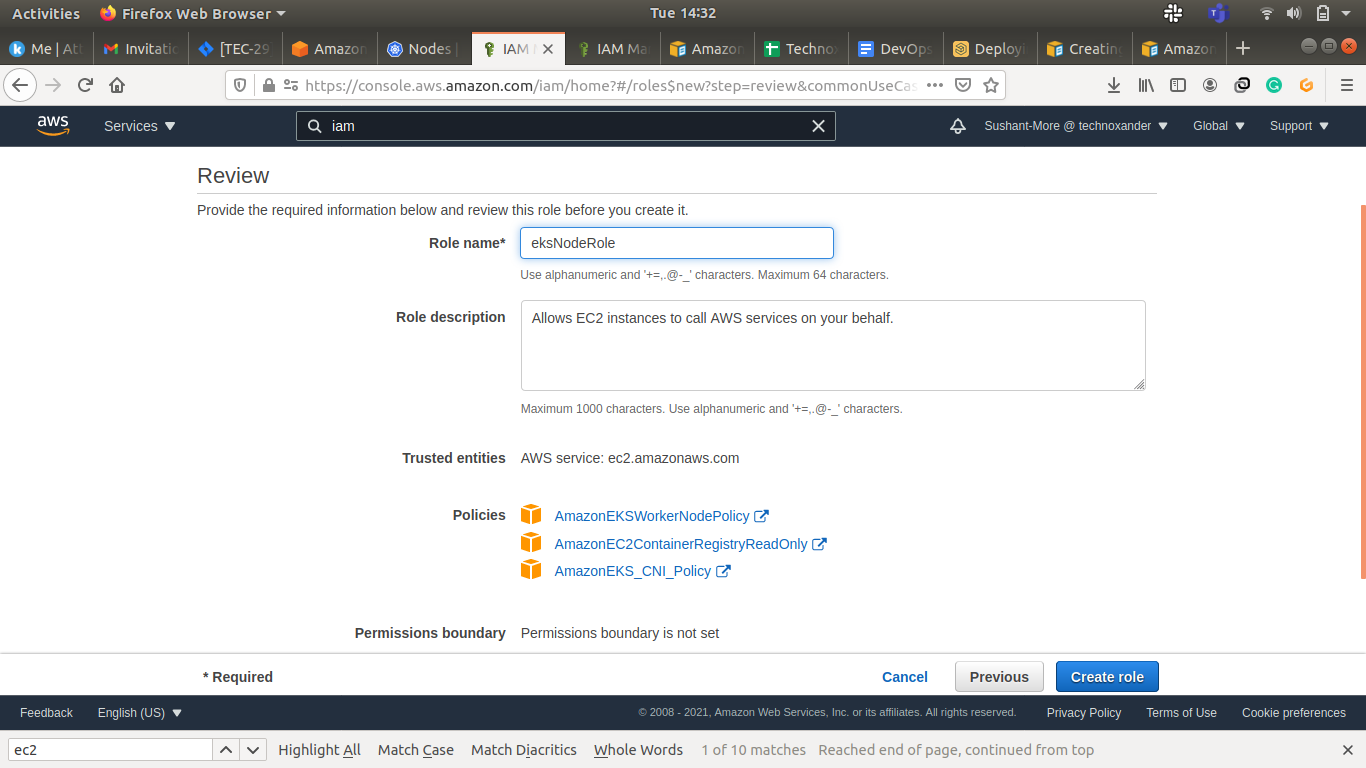 Activities Firefox Web Browser Tue 14:32
Me | Atl Invitatio [TEC-29 Amazon Nodes | IAM M IAM Ma Amazon Techno DevOps Deployi Creating Amazon
https://console.aws.amazon.com/iam/home?#/roles$new?step=review&commonUseCas
aws Services iam Sushant-More @ technoxander Global Support
Review
Provide the required information below and review this role before you create it.
Role name* eksNodeRole
Use alphanumeric and '+=,.@-_' characters. Maximum 64 characters.
Role description Allows EC2 instances to call AWS services on your behalf.
Maximum 1000 characters. Use alphanumeric and '+=,.@-_' characters.
Trusted entities AWS service: ec2.amazonaws.com
Policies AmazonEKSWorkerNodePolicy
AmazonEC2ContainerRegistryReadOnly
AmazonEKS_CNI_Policy
Permissions boundary Permissions boundary is not set
* Required Cancel Previous Create role
Feedback English (US) © 2008 - 2021, Amazon Web Services, Inc. or its affiliates. All rights reserved. Privacy Policy Terms of Use Cookie preferences
ec2 Highlight All Match Case Match Diacritics Whole Words 1 of 10 matches Reached end of page, continued from top